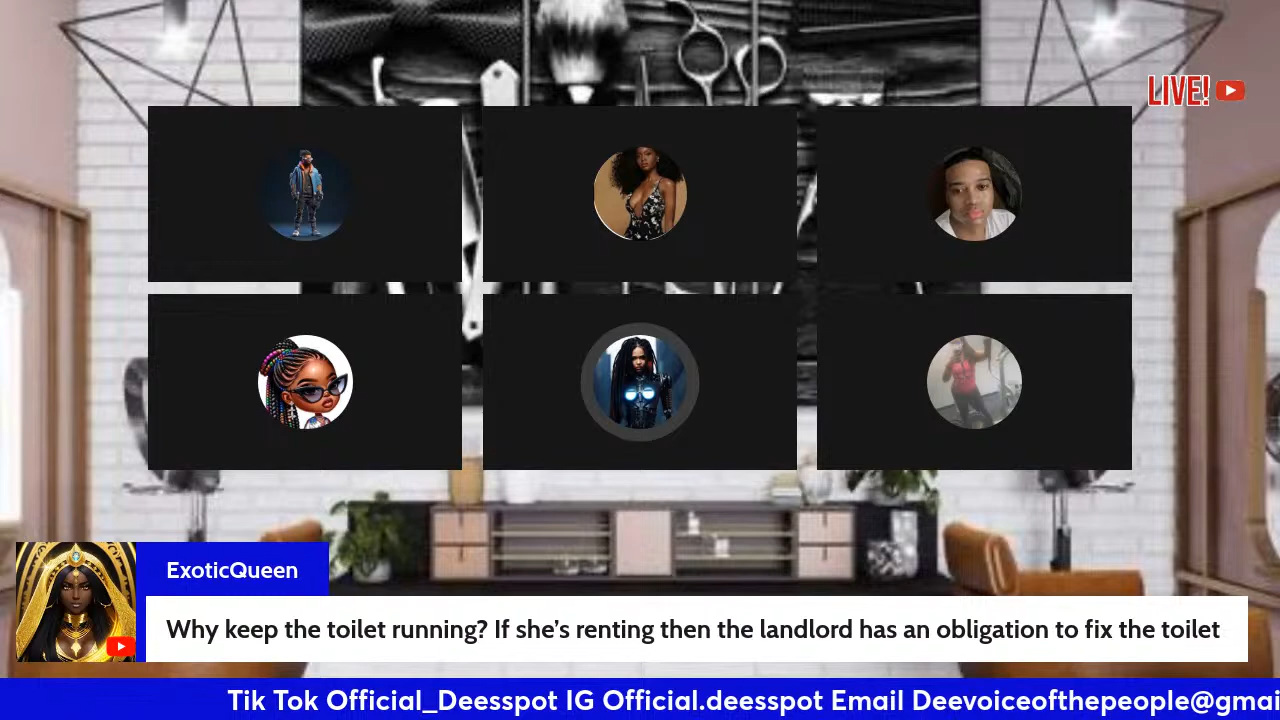 LIVE!
ExoticQueen
Why keep the toilet running? If she's renting then the landlord has an obligation to fix the toilet
Tik Tok Official_Deesspot IG Official.deesspot Email Deevoiceofthepeople@gmai